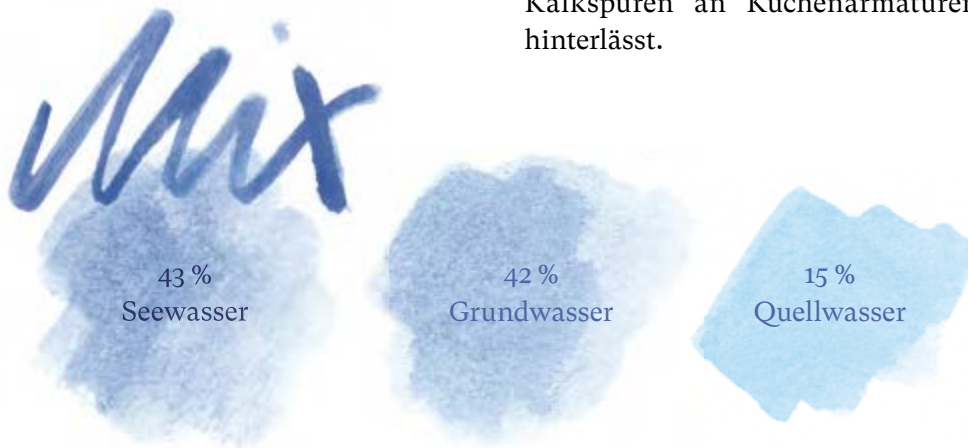 Kalkspuren an Küchenarmaturen
hinterlässt.
Mix
43 %
Seewasser
42 %
Grundwasser
15 %
Quellwasser